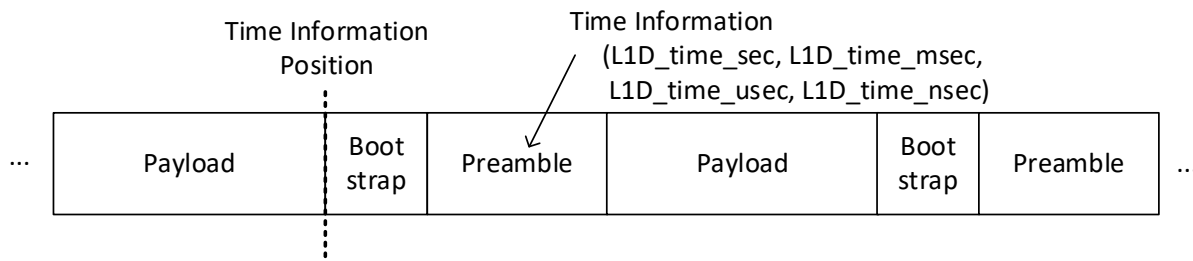 Time Information
Position
Time Information
(L1D_time_sec, L1D_time_msec,
L1D_time_usec, L1D_time_nsec)
...
Payload
Boot
strap
Preamble
Payload
Boot
strap
Preamble
...